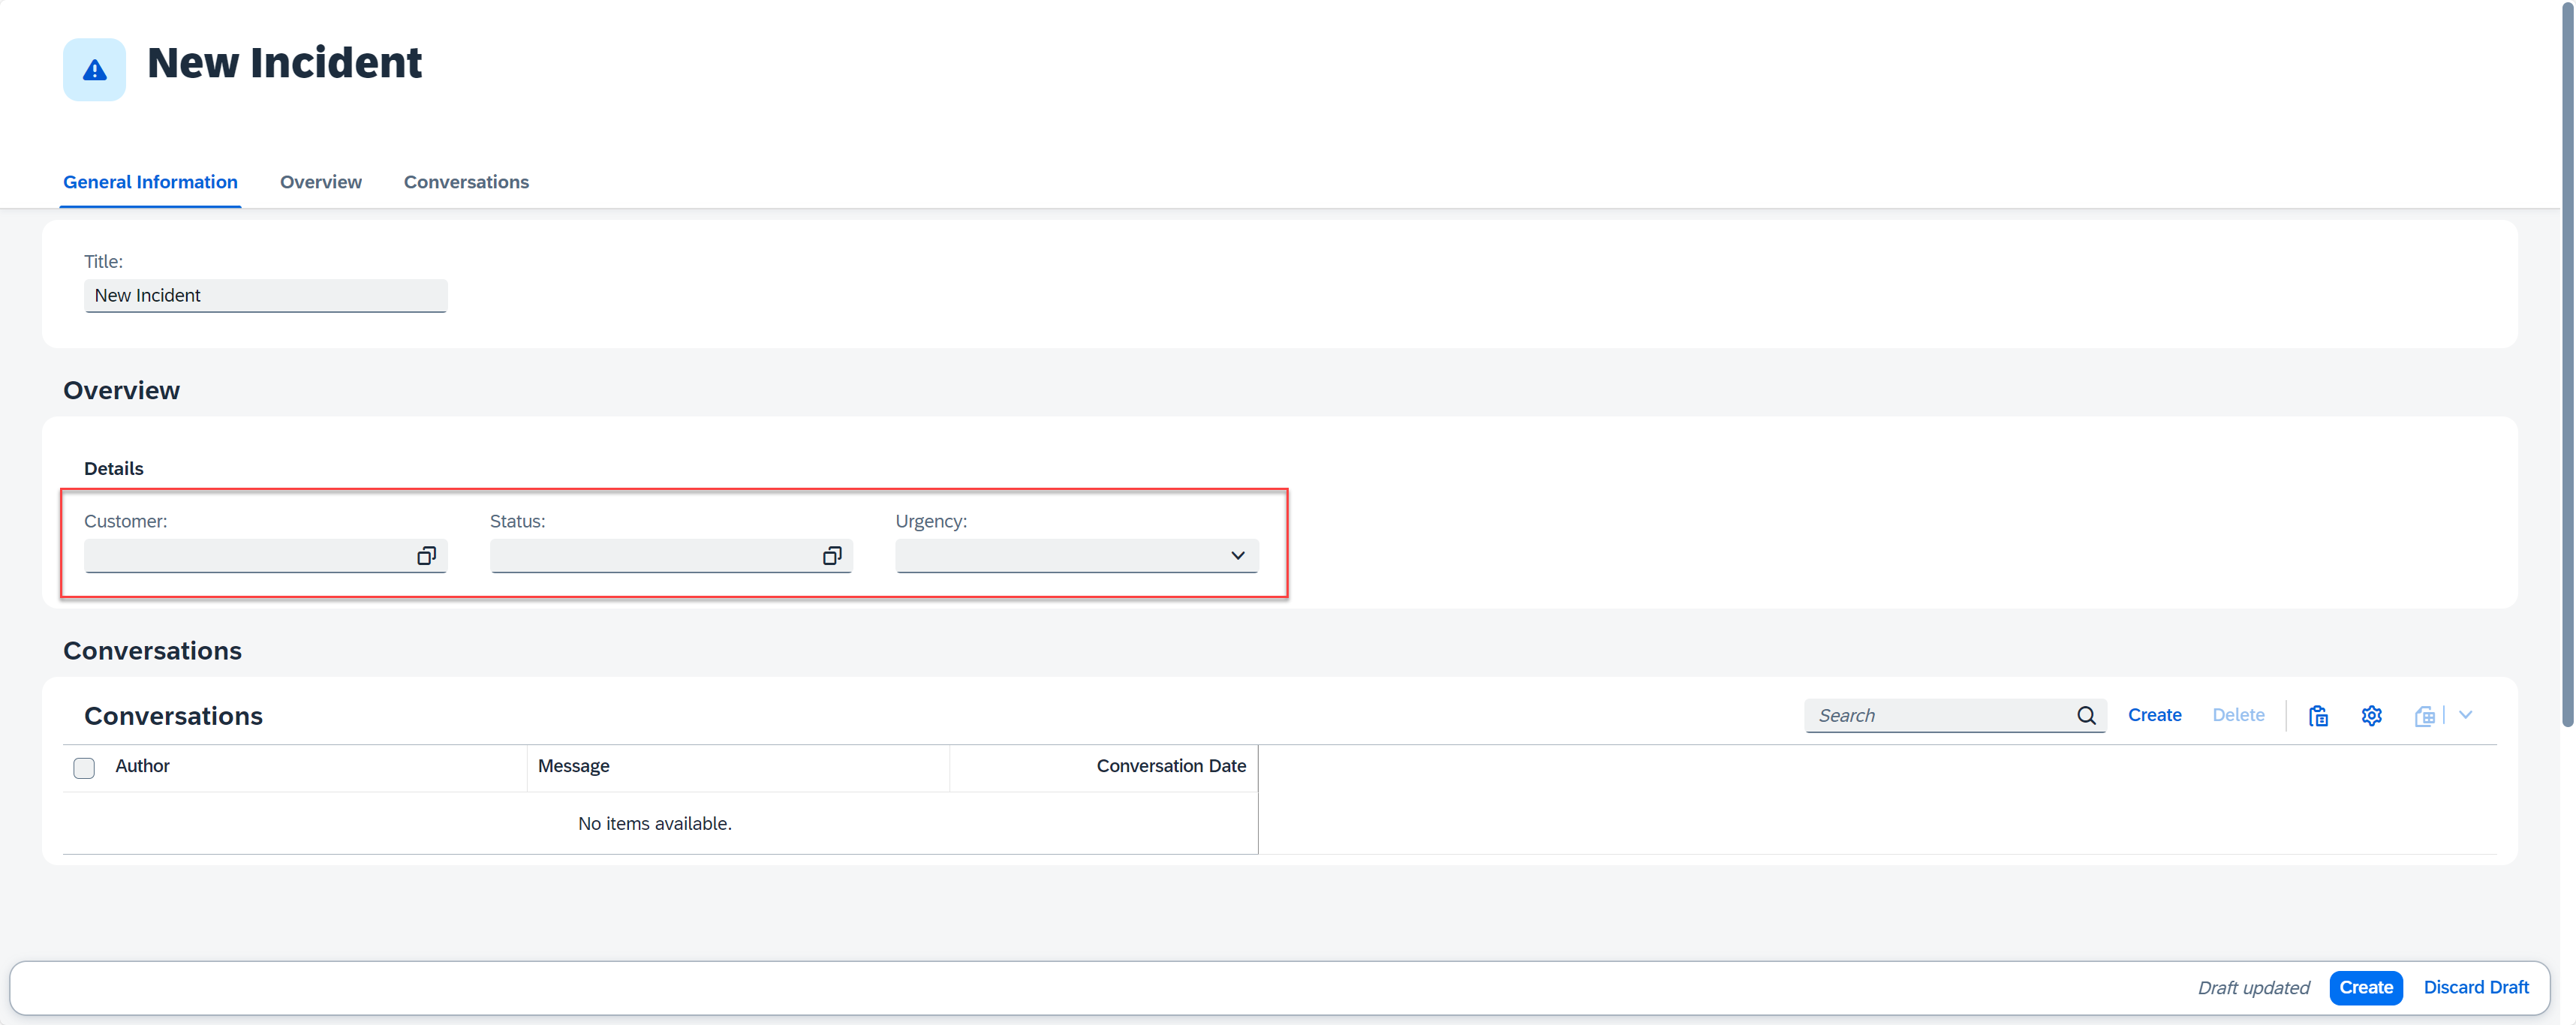 New Incident
General Information Overview Conversations
Title:
New Incident
Overview
Details
Customer: Status: Urgency:
Conversations
Conversations Search Create Delete
Author Message Conversation Date
No items available.
Draft updated Create Discard Draft